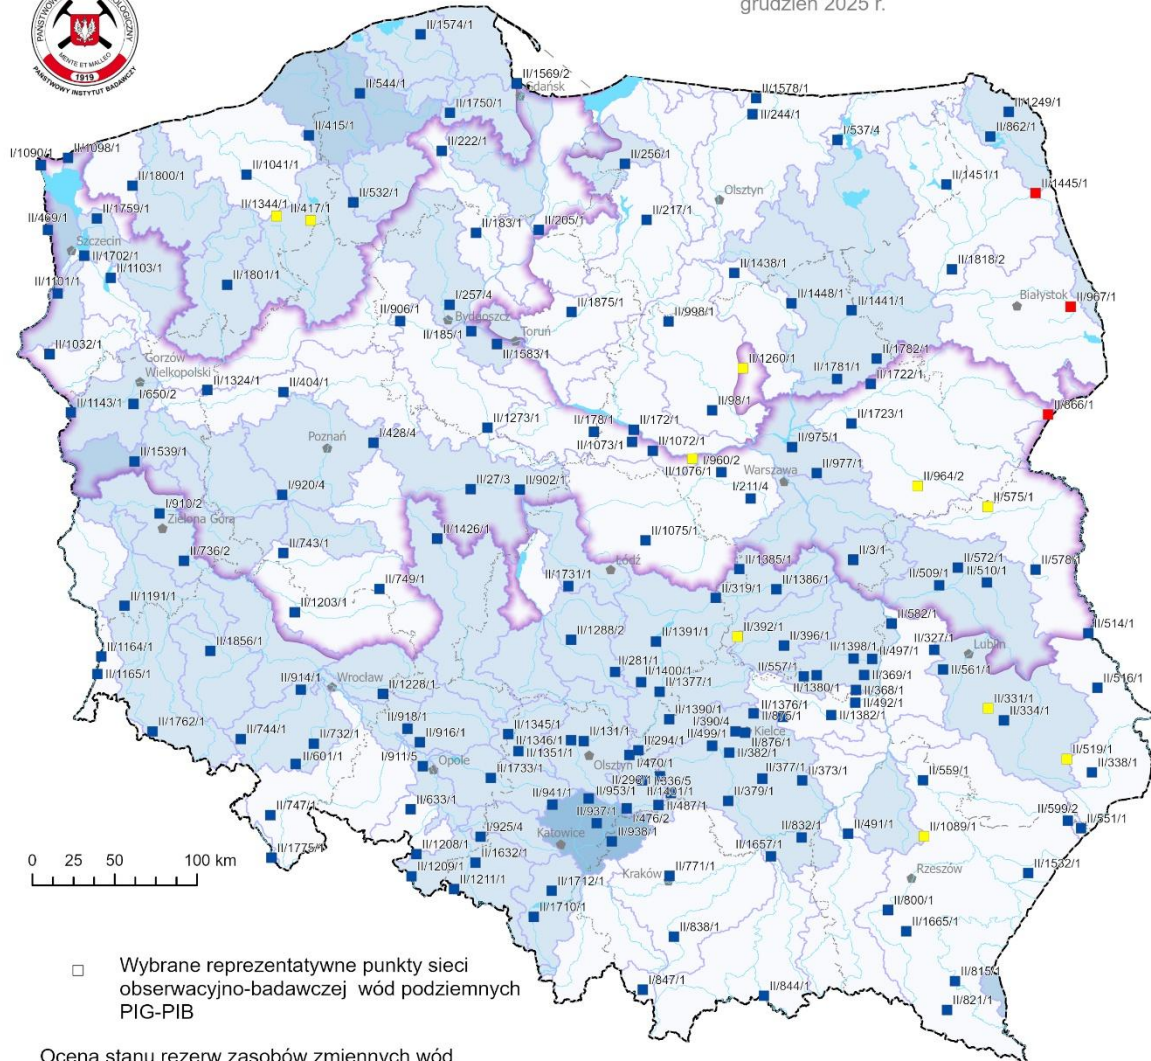 grudzień 2025 r.
PAŃSTWOWY INSTYTUT BADAWCZY
MENTE ET MALLEO
1919
II/1574/1
II/544/1
II/1569/2
Gdańsk
II/1750/1
II/415/1
II/222/1
II/1578/1
II/244/1
I/537/4
II/1249/1
II/862/1
I/1090/1
II/1098/1
II/1800/1
II/1041/1
II/256/1
Olsztyn
II/1451/1
II/1445/1
II/1344/1
II/417/1
II/532/1
II/469/1
II/1759/1
II/183/1
II/205/1
II/217/1
Szczecin
II/1702/1
II/1103/1
II/1101/1
II/1801/1
II/1438/1
II/1818/2
Białystok
II/967/1
I/257/4
Bydgoszcz
II/906/1
II/185/1
Toruń
II/1583/1
II/1875/1
II/998/1
II/1448/1
II/1441/1
II/1032/1
Gorzów
Wielkopolski
II/1324/1
II/404/1
I/650/2
II/1143/1
II/1260/1
II/1781/1
II/1782/1
II/1722/1
II/98/1
II/866/1
Poznań
I/428/4
II/1273/1
II/178/1
II/172/1
II/1073/1
II/1072/1
II/1723/1
II/975/1
II/1539/1
I/920/4
II/27/3
II/902/1
II/1076/1
I/960/2
Warszawa
II/977/1
I/211/4
II/964/2
II/575/1
I/910/2
Zielona Góra
II/736/2
II/743/1
II/1426/1
II/1075/1
Łódź
II/3/1
II/572/1
II/510/1
II/509/1
II/578/1
II/1191/1
II/1203/1
II/749/1
II/1731/1
II/1385/1
II/1386/1
II/319/1
II/582/1
II/514/1
II/1164/1
II/1165/1
II/1856/1
II/1288/2
II/1391/1
II/392/1
II/396/1
II/1398/1
II/497/1
II/327/1
Lublin
II/561/1
II/516/1
II/914/1
Wrocław
II/1228/1
II/281/1
II/1400/1
II/1377/1
II/557/1
II/1380/1
II/369/1
II/368/1
II/492/1
II/1382/1
II/331/1
II/334/1
II/1762/1
II/744/1
II/732/1
II/601/1
II/918/1
II/916/1
I/911/5
Opole
II/1345/1
II/1346/1
II/1351/1
II/131/1
Olsztyn
II/294/1
I/470/1
II/1390/1
I/390/4
II/499/1
II/1376/1
Kielce
II/876/1
II/382/1
II/377/1
II/373/1
II/519/1
II/338/1
II/559/1
II/1733/1
II/633/1
II/941/1
II/953/1
II/937/1
II/938/1
I/476/2
II/487/1
II/379/1
II/599/2
II/551/1
II/747/1
II/1775/1
I/925/4
II/1208/1
II/1632/1
II/1209/1
II/1211/1
Katowice
II/1712/1
II/1710/1
Kraków
II/771/1
II/832/1
II/1657/1
II/491/1
II/1089/1
Rzeszów
II/1532/1
II/800/1
II/1665/1
II/838/1
I/847/1
II/844/1
II/815/1
II/821/1
0 25 50 100 km
Wybrane reprezentatywne punkty sieci
obserwacyjno-badawczej wód podziemnych
PIG-PIB
Ocena stanu rezerw zasobów zmiennych wód